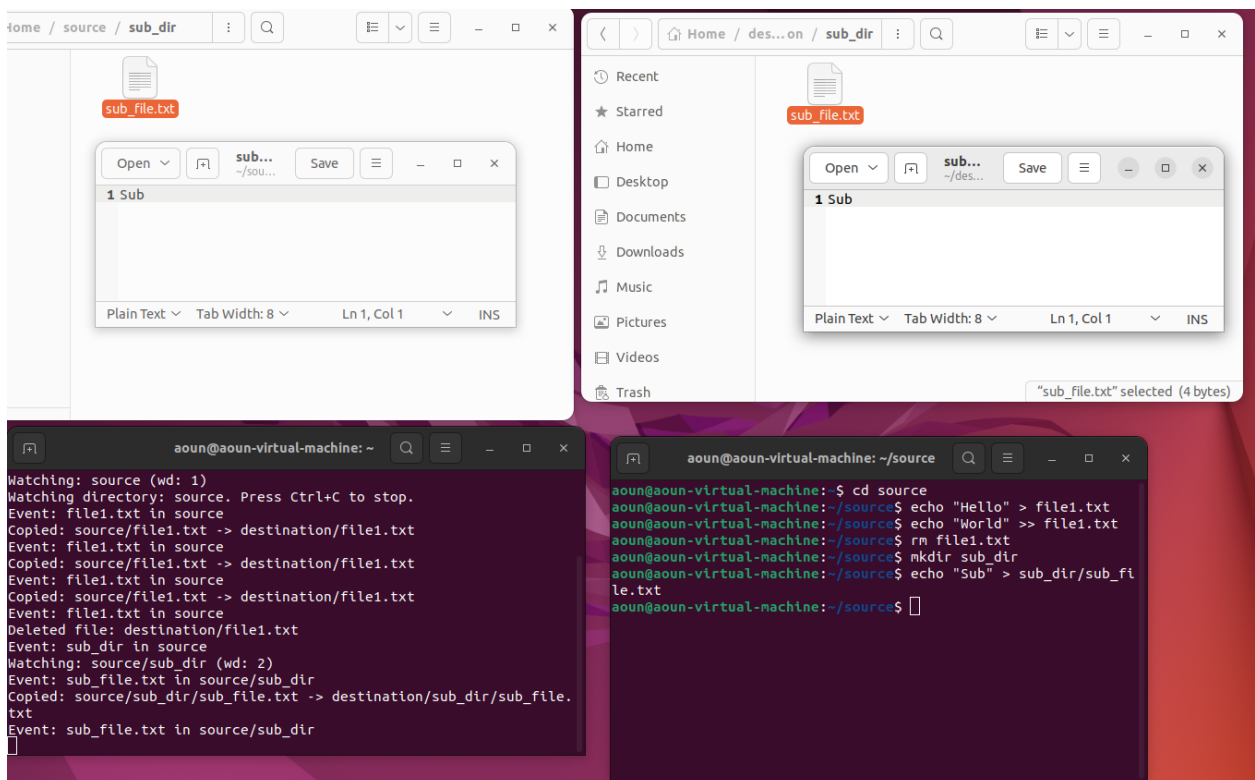 Home / source / sub_dir
sub_file.txt
Open
sub...
~/sou...
Save
1 Sub
Plain Text Tab Width: 8 Ln 1, Col 1 INS
Home / des...on / sub_dir
Recent
Starred
Home
Desktop
Documents
Downloads
Music
Pictures
Videos
Trash
sub_file.txt
Open
sub...
~/des...
Save
1 Sub
Plain Text Tab Width: 8 Ln 1, Col 1 INS
"sub_file.txt" selected (4 bytes)
aoun@aoun-virtual-machine: ~
Watching: source (wd: 1)
Watching directory: source. Press Ctrl+C to stop.
Event: file1.txt in source
Copied: source/file1.txt -> destination/file1.txt
Event: file1.txt in source
Copied: source/file1.txt -> destination/file1.txt
Event: file1.txt in source
Copied: source/file1.txt -> destination/file1.txt
Event: file1.txt in source
Deleted file: destination/file1.txt
Event: sub_dir in source
Watching: source/sub_dir (wd: 2)
Event: sub_file.txt in source/sub_dir
Copied: source/sub_dir/sub_file.txt -> destination/sub_dir/sub_file.
txt
Event: sub_file.txt in source/sub_dir
aoun@aoun-virtual-machine: ~/source
aoun@aoun-virtual-machine:~$ cd source
aoun@aoun-virtual-machine:~/source$ echo "Hello" > file1.txt
aoun@aoun-virtual-machine:~/source$ echo "World" >> file1.txt
aoun@aoun-virtual-machine:~/source$ rm file1.txt
aoun@aoun-virtual-machine:~/source$ mkdir sub_dir
aoun@aoun-virtual-machine:~/source$ echo "Sub" > sub_dir/sub_fi
le.txt
aoun@aoun-virtual-machine:~/source$